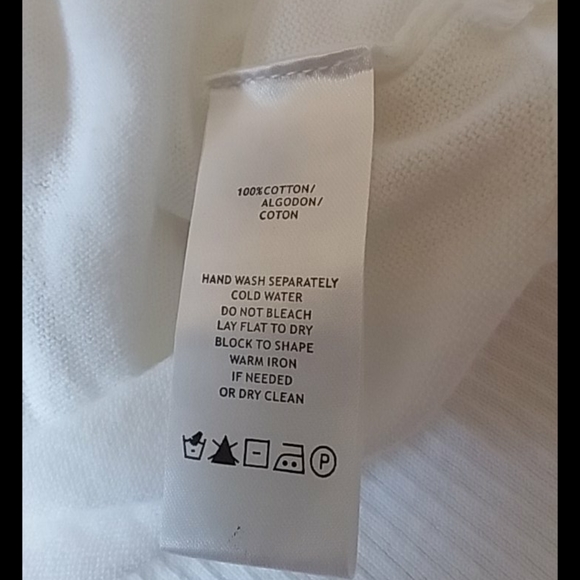 100% COTTON/
ALGODON/
COTON
HAND WASH SEPARATELY
COLD WATER
DO NOT BLEACH
LAY FLAT TO DRY
BLOCK TO SHAPE
WARM IRON
IF NEEDED
OR DRY CLEAN
P